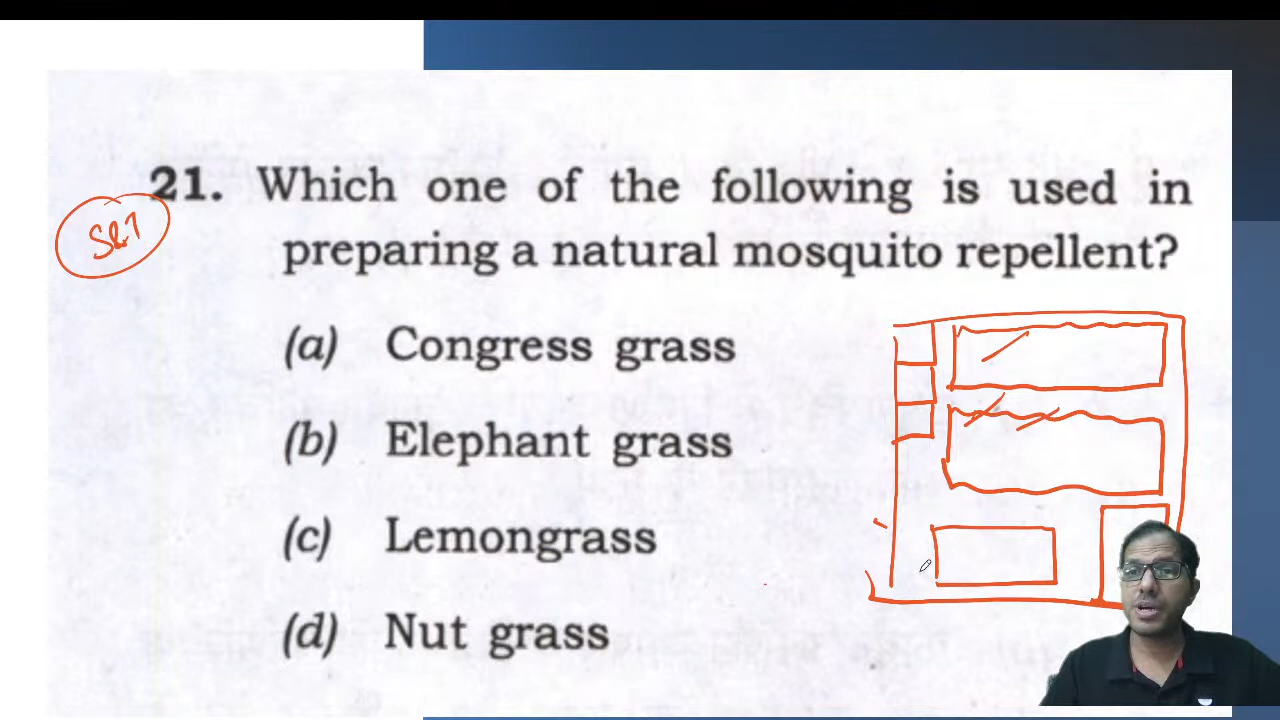 21. Which one of the following is used in
S&T
preparing a natural mosquito repellent?
(a) Congress grass
(b) Elephant grass
(c) Lemongrass
(d) Nut grass